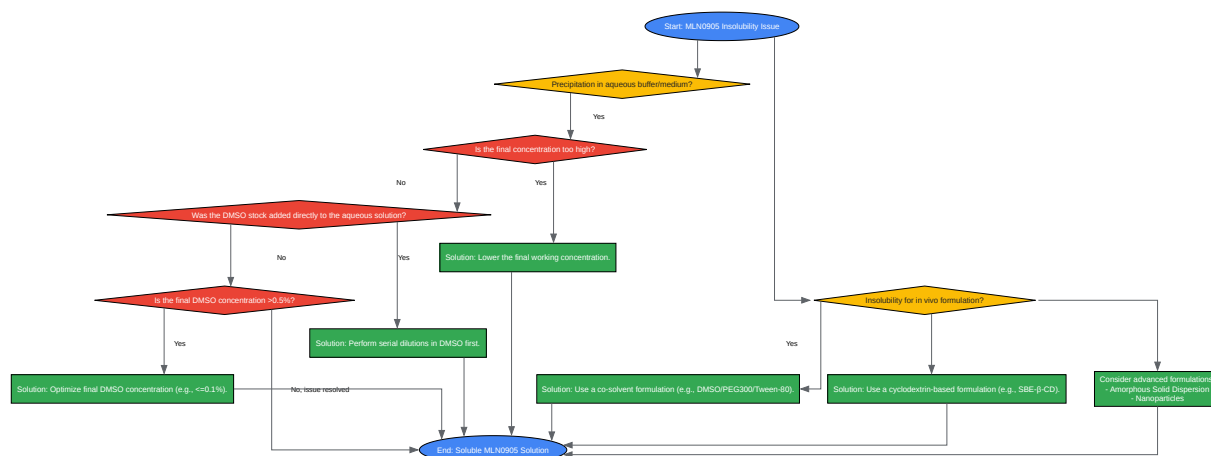 Start: MLN0905 Insolubility Issue
Precipitation in aqueous buffer/medium?
Yes
Is the final concentration too high?
No
Yes
Was the DMSO stock added directly to the aqueous solution?
No
Yes
Solution: Lower the final working concentration.
Is the final DMSO concentration >0.5%?
Insolubility for in vivo formulation?
Yes
Solution: Perform serial dilutions in DMSO first.
Yes
Solution: Optimize final DMSO concentration (e.g., <=0.1%).
No, issue resolved
Solution: Use a co-solvent formulation (e.g., DMSO/PEG300/Tween-80).
Solution: Use a cyclodextrin-based formulation (e.g., SBE-β-CD).
Consider advanced formulations
- Amorphous Solid Dispersion
- Nanoparticles
End: Soluble MLN0905 Solution